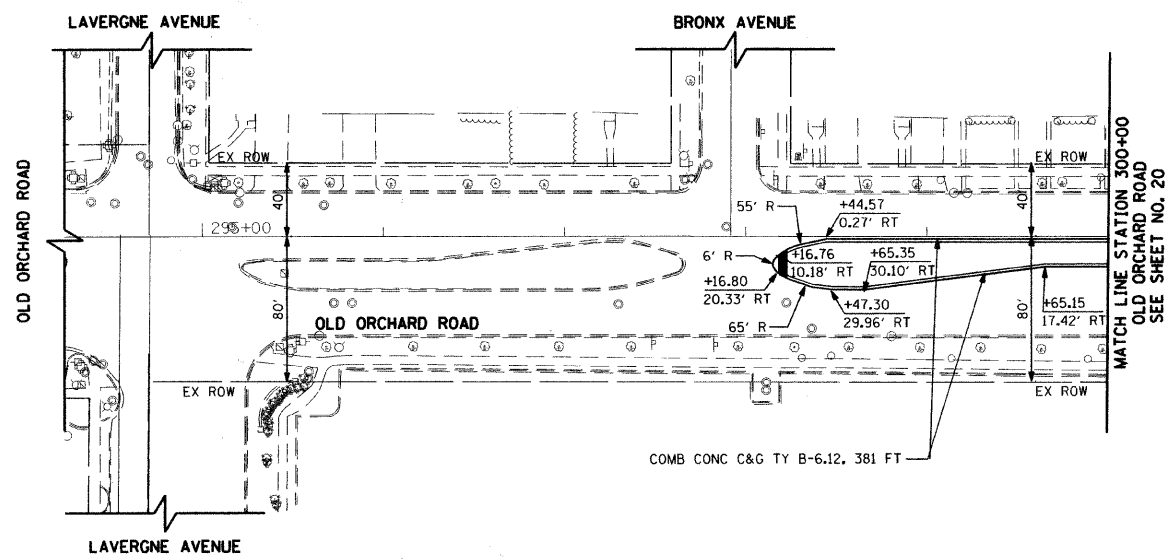 LAVERGNE AVENUE
BRONX AVENUE
OLD ORCHARD ROAD
EX ROW
EX ROW
40'
40'
295+00
55' R
+44.57
0.27' RT
6' R
+16.76
10.18' RT
+65.35
30.10' RT
+16.80
20.33' RT
65' R
+47.30
29.96' RT
+65.15
17.42' RT
80'
80'
OLD ORCHARD ROAD
EX ROW
EX ROW
COMB CONC C&G TY B-6.12, 381 FT
MATCH LINE STATION 300+00
OLD ORCHARD ROAD
SEE SHEET NO. 20
LAVERGNE AVENUE